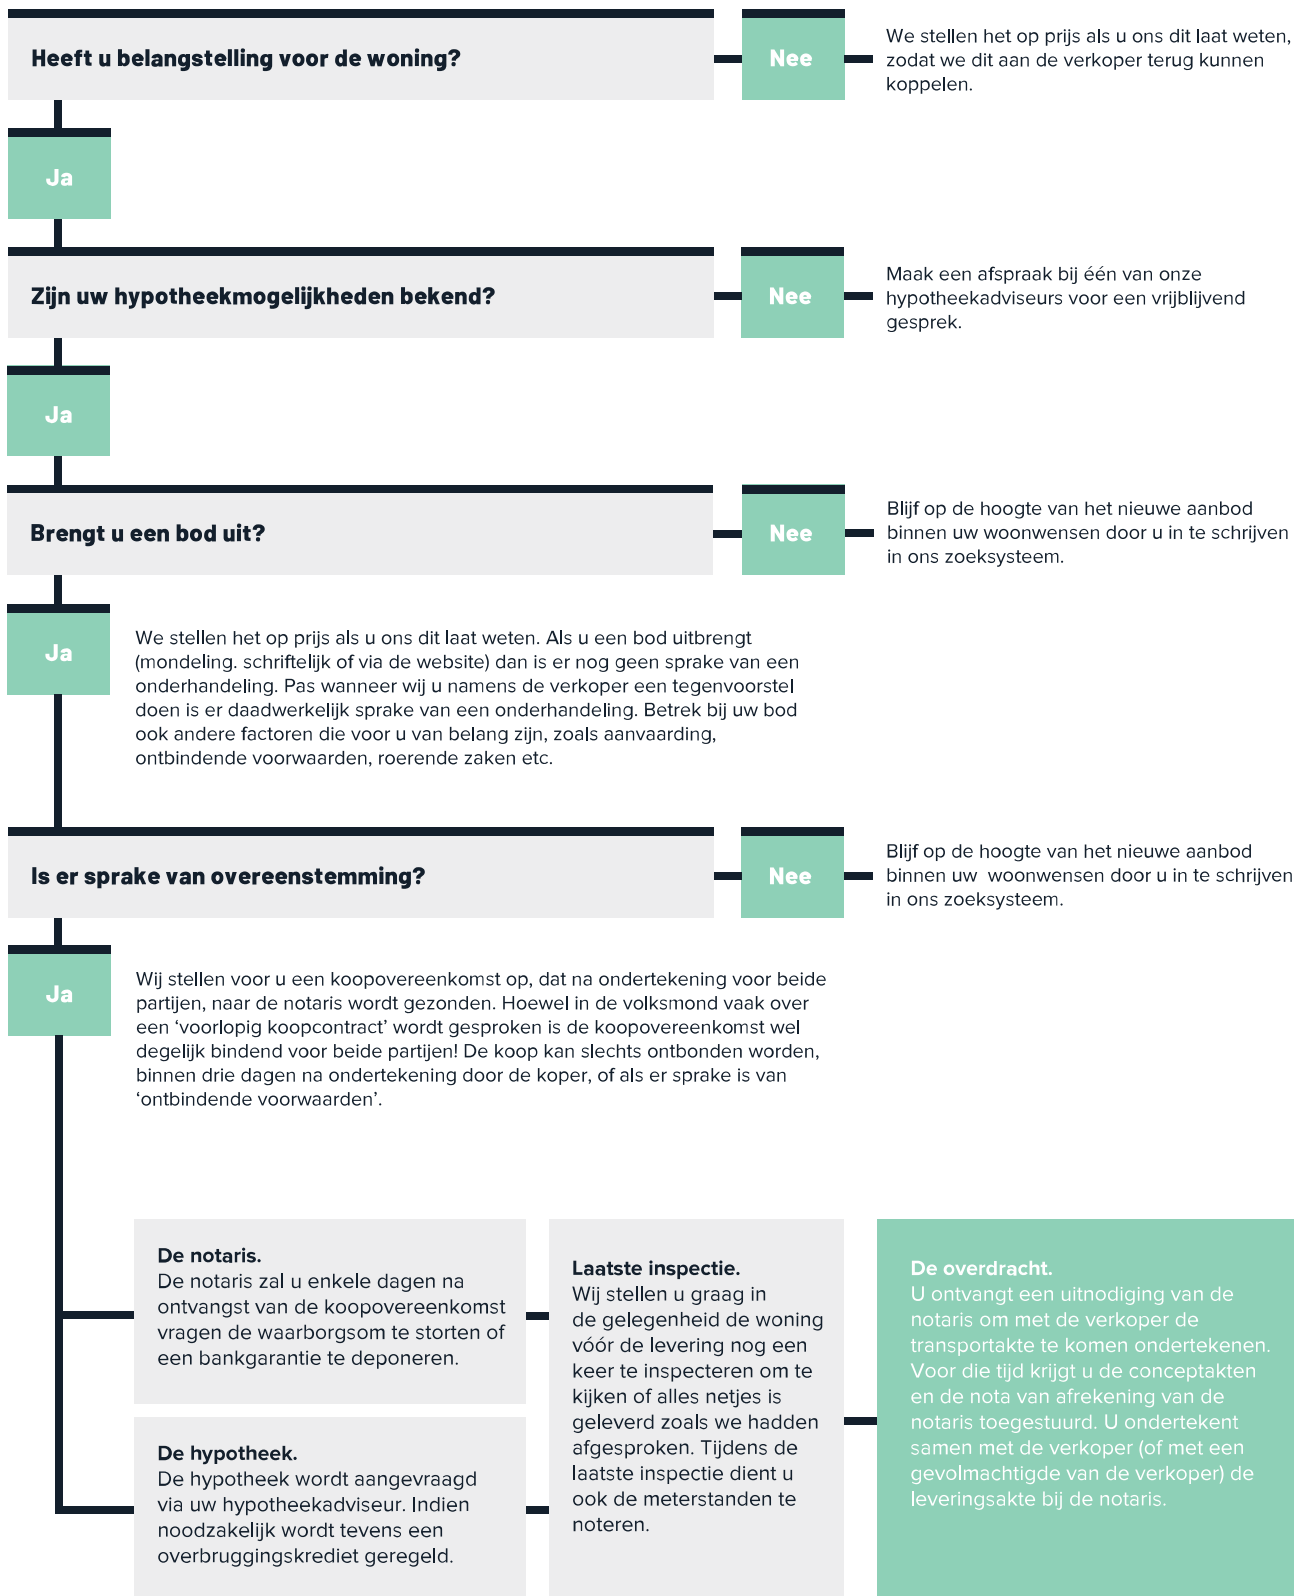 Heeft u belangstelling voor de woning?
Nee
We stellen het op prijs als u ons dit laat weten,
zodat we dit aan de verkoper terug kunnen
koppelen.
Ja
Zijn uw hypotheekmogelijkheden bekend?
Nee
Maak een afspraak bij één van onze
hypotheekadviseurs voor een vrijblijvend
gesprek.
Ja
Brengt u een bod uit?
Nee
Blijf op de hoogte van het nieuwe aanbod
binnen uw woonwensen door u in te schrijven
in ons zoeksysteem.
Ja
We stellen het op prijs als u ons dit laat weten. Als u een bod uitbrengt
(mondeling. schriftelijk of via de website) dan is er nog geen sprake van een
onderhandeling. Pas wanneer wij u namens de verkoper een tegenvoorstel
doen is er daadwerkelijk sprake van een onderhandeling. Betrek bij uw bod
ook andere factoren die voor u van belang zijn, zoals aanvaarding,
ontbindende voorwaarden, roerende zaken etc.
Is er sprake van overeenstemming?
Nee
Blijf op de hoogte van het nieuwe aanbod
binnen uw  woonwensen door u in te schrijven
in ons zoeksysteem.
Ja
Wij stellen voor u een koopovereenkomst op, dat na ondertekening voor beide
partijen, naar de notaris wordt gezonden. Hoewel in de volksmond vaak over
een ‘voorlopig koopcontract’ wordt gesproken is de koopovereenkomst wel
degelijk bindend voor beide partijen! De koop kan slechts ontbonden worden,
binnen drie dagen na ondertekening door de koper, of als er sprake is van
‘ontbindende voorwaarden’.
De notaris.
De notaris zal u enkele dagen na
ontvangst van de koopovereenkomst
vragen de waarborgsom te storten of
een bankgarantie te deponeren.
De hypotheek.
De hypotheek wordt aangevraagd
via uw hypotheekadviseur. Indien
noodzakelijk wordt tevens een
overbruggingskrediet geregeld.
Laatste inspectie.
Wij stellen u graag in
de gelegenheid de woning
vóór de levering nog een
keer te inspecteren om te
kijken of alles netjes is
geleverd zoals we hadden
afgesproken. Tijdens de
laatste inspectie dient u
ook de meterstanden te
noteren.
De overdracht.
U ontvangt een uitnodiging van de
notaris om met de verkoper de
transportakte te komen ondertekenen.
Voor die tijd krijgt u de conceptakten
en de nota van afrekening van de
notaris toegestuurd. U ondertekent
samen met de verkoper (of met een
gevolmachtigde van de verkoper) de
leveringsakte bij de notaris.